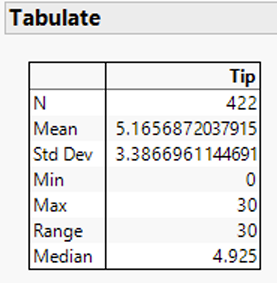 Tabulate
Tip
N 422
Mean 5.1656872037915
Std Dev 3.3866961144691
Min 0
Max 30
Range 30
Median 4.925